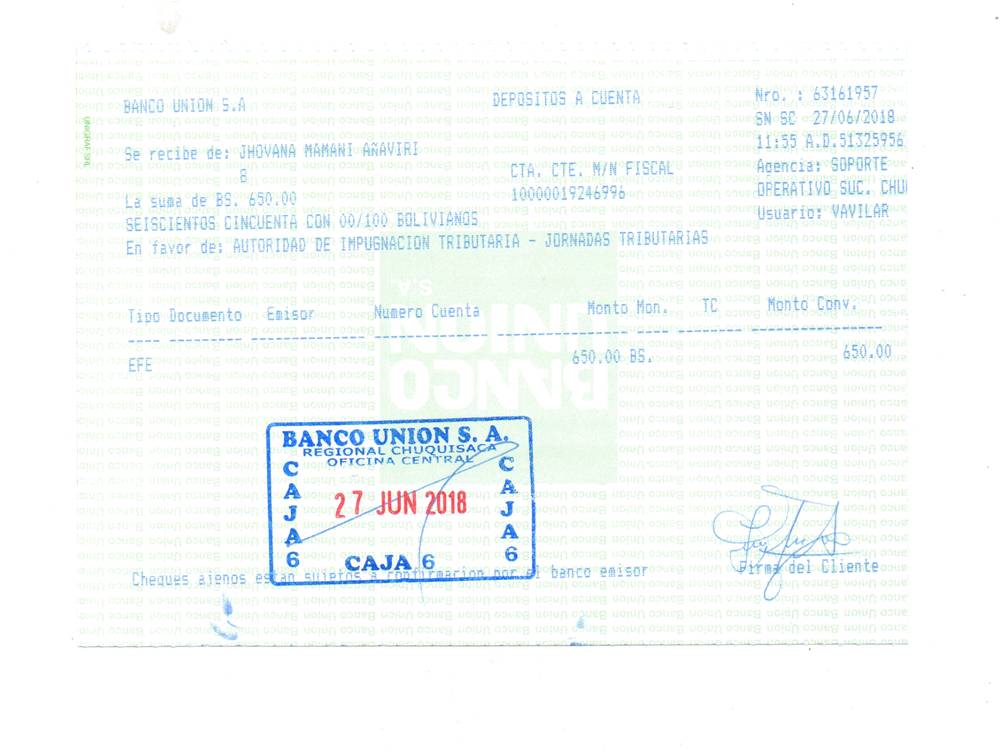 BANCO UNION S.A
DEPOSITOS A CUENTA
Nro. : 63161957
SN SC 27/06/2018
11:55 A.D.51325956
Agencia: SOPORTE
OPERATIVO SUC. CHU
Usuario: VAVILAR
UNIGRAF SRL
Se recibe de: JHOVANA MAMANI AÑAVIRI
8
CTA. CTE. M/N FISCAL
10000019246996
La suma de BS. 650.00
SEISCIENTOS CINCUENTA CON 00/100 BOLIVIANOS
En favor de: AUTORIDAD DE IMPUGNACION TRIBUTARIA - JORNADAS TRIBUTARIAS
Tipo Documento Emisor Numero Cuenta Monto Mon. TC Monto Conv.
EFE 650.00 BS. 650.00
BANCO UNION S.A.
BANCO UNION S. A.
REGIONAL CHUQUISACA
OFICINA CENTRAL
CAJA 6
27 JUN 2018
CAJA 6
CAJA 6
Firma del Cliente
Cheques ajenos estan sujetos a confirmacion por el banco emisor